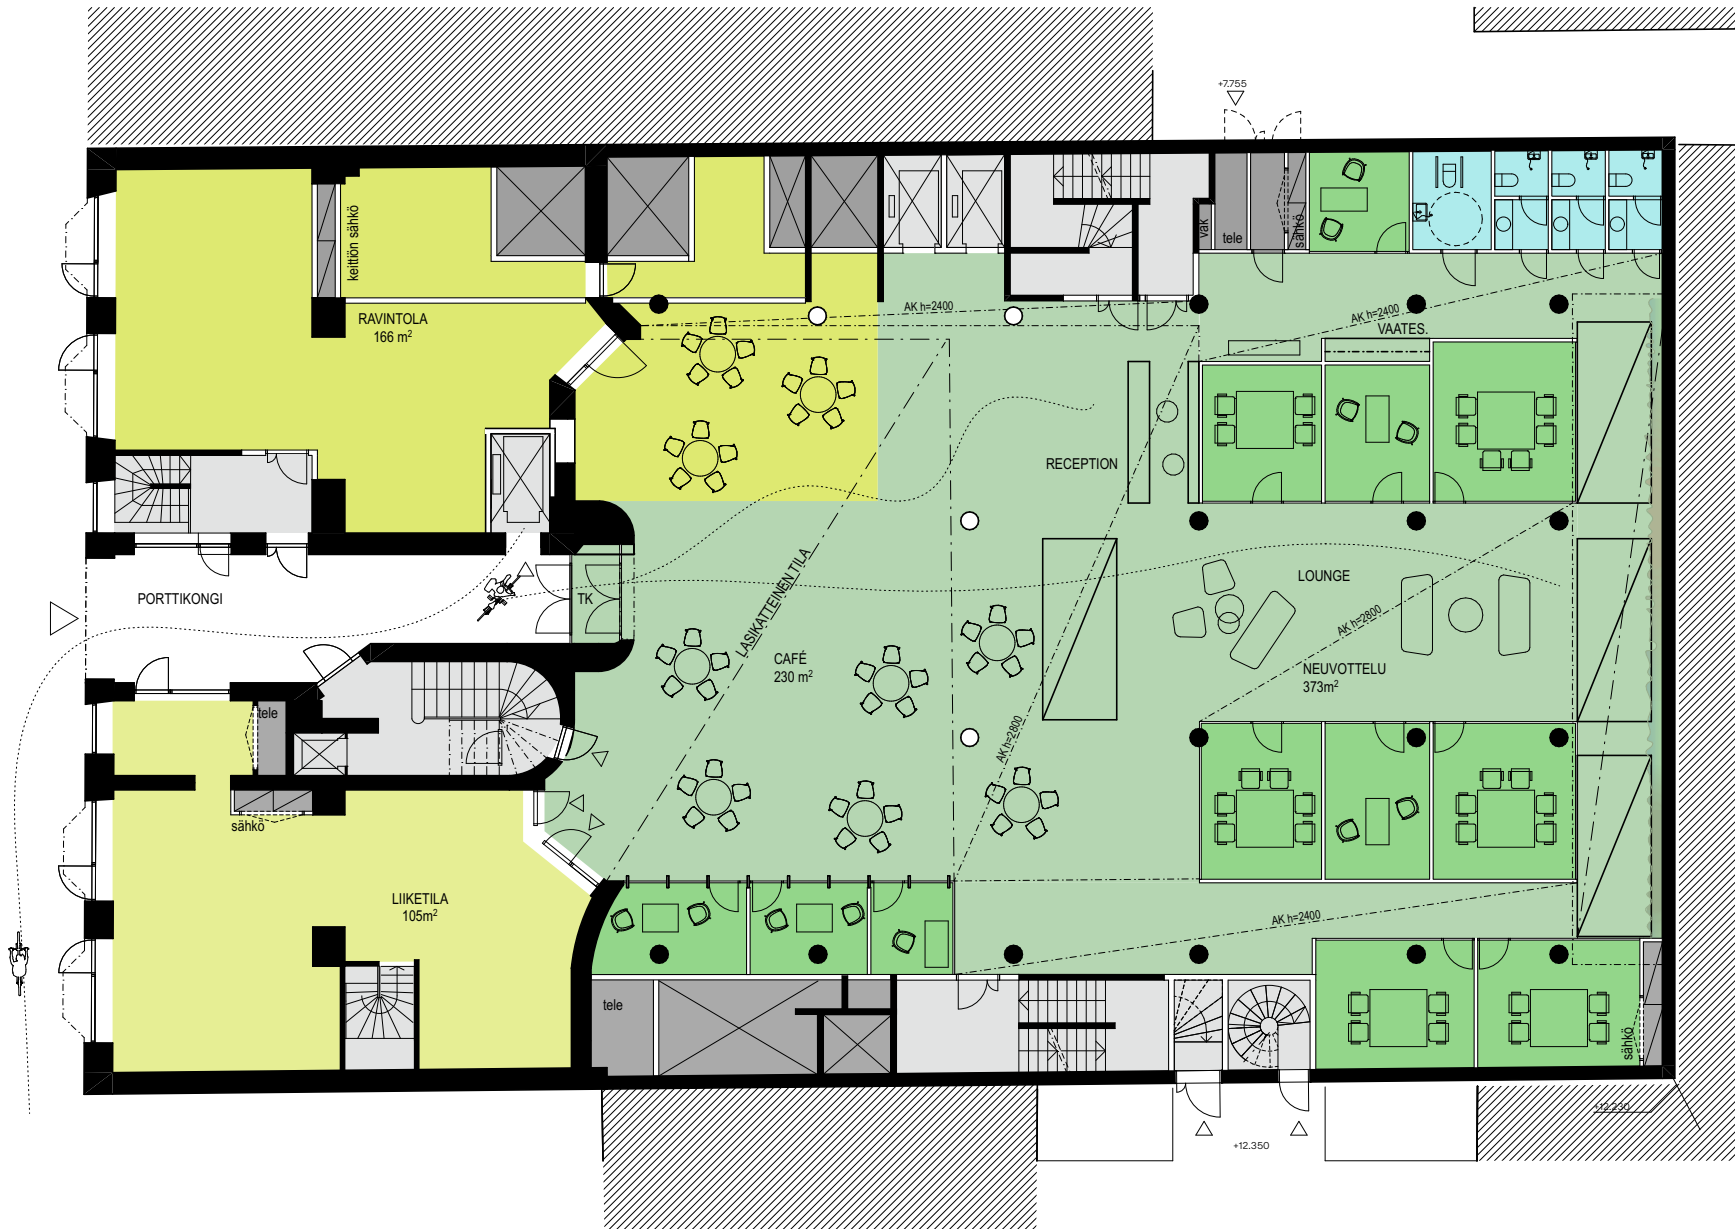 +7.755
keittiön sähkö
vak
tele
sähkö
RAVINTOLA
166 m²
AK h=2400
AK h=2400
VAATES.
RECEPTION
PORTTIKONGI
TK
LASIKATTEINEN TILA
LOUNGE
AK h=2800
CAFÉ
230 m²
NEUVOTTELU
373m²
tele
AK h=2800
sähkö
LIIKETILA
105m²
AK h=2400
tele
sähkö
+12.230
+12.350